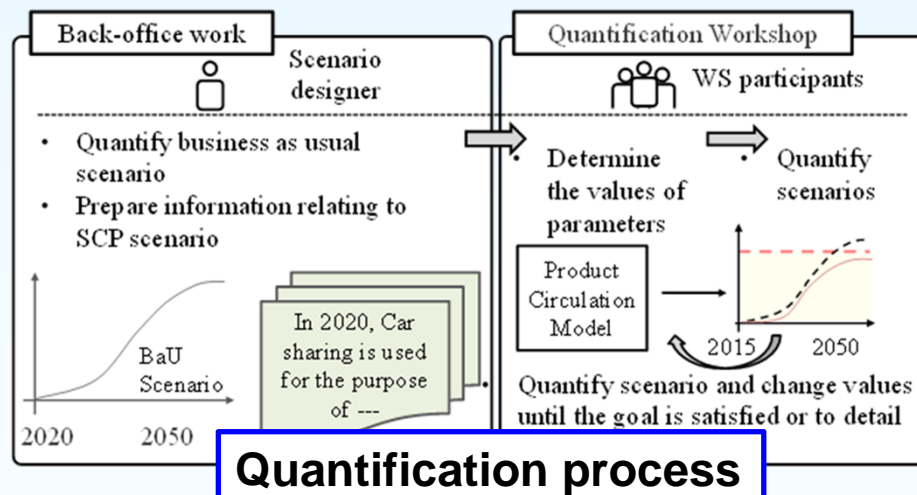 Back-office work
Scenario
designer
• Quantify business as usual
scenario
• Prepare information relating to
SCP scenario
BaU
Scenario
2020 2050
In 2020, Car
sharing is used
for the purpose
of ---
Quantification Workshop
WS participants
• Determine
the values of
parameters
• Quantify
scenarios
Product
Circulation
Model
2015 2050
• Quantify scenario and change values
until the goal is satisfied or to detail
Quantification process